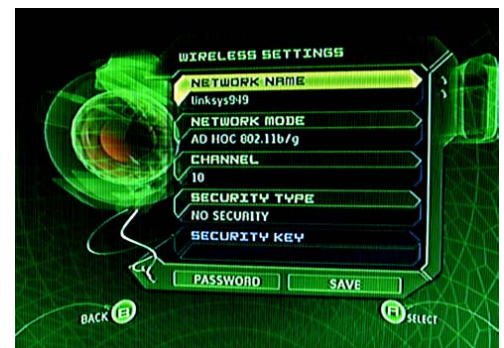 WIRELESS SETTINGS
NETWORK NAME
linksys949
NETWORK MODE
AD HOC 802.11b/g
CHANNEL
10
SECURITY TYPE
NO SECURITY
SECURITY KEY
PASSWORD SAVE
BACK B A SELECT